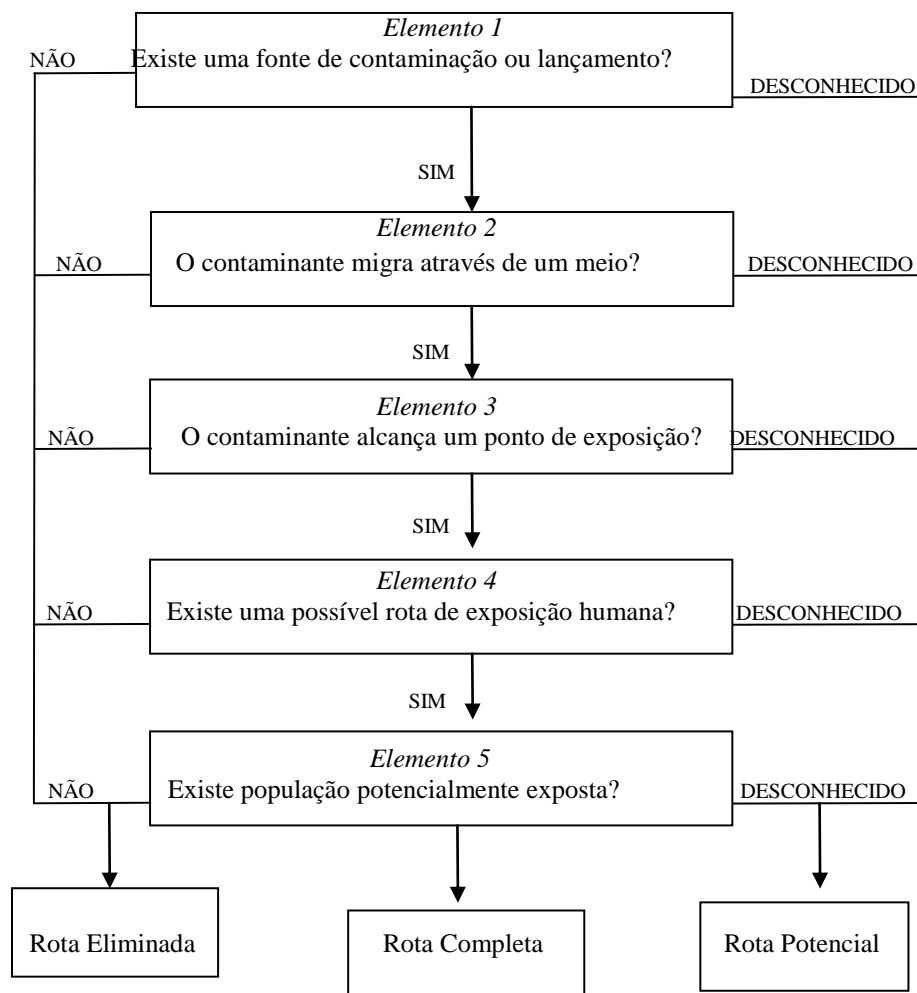 Elemento 1
NÃO
Existe uma fonte de contaminação ou lançamento?
DESCONHECIDO
SIM
Elemento 2
NÃO
O contaminante migra através de um meio?
DESCONHECIDO
SIM
Elemento 3
NÃO
O contaminante alcança um ponto de exposição?
DESCONHECIDO
SIM
Elemento 4
NÃO
Existe uma possível rota de exposição humana?
DESCONHECIDO
SIM
Elemento 5
NÃO
Existe população potencialmente exposta?
DESCONHECIDO
Rota Eliminada
Rota Completa
Rota Potencial